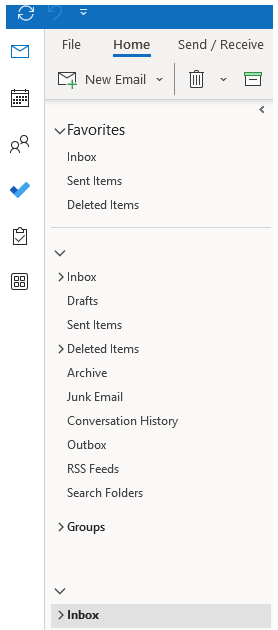 File Home Send / Receive
New Email
Favorites
Inbox
Sent Items
Deleted Items
Inbox
Drafts
Sent Items
Deleted Items
Archive
Junk Email
Conversation History
Outbox
RSS Feeds
Search Folders
Groups
Inbox